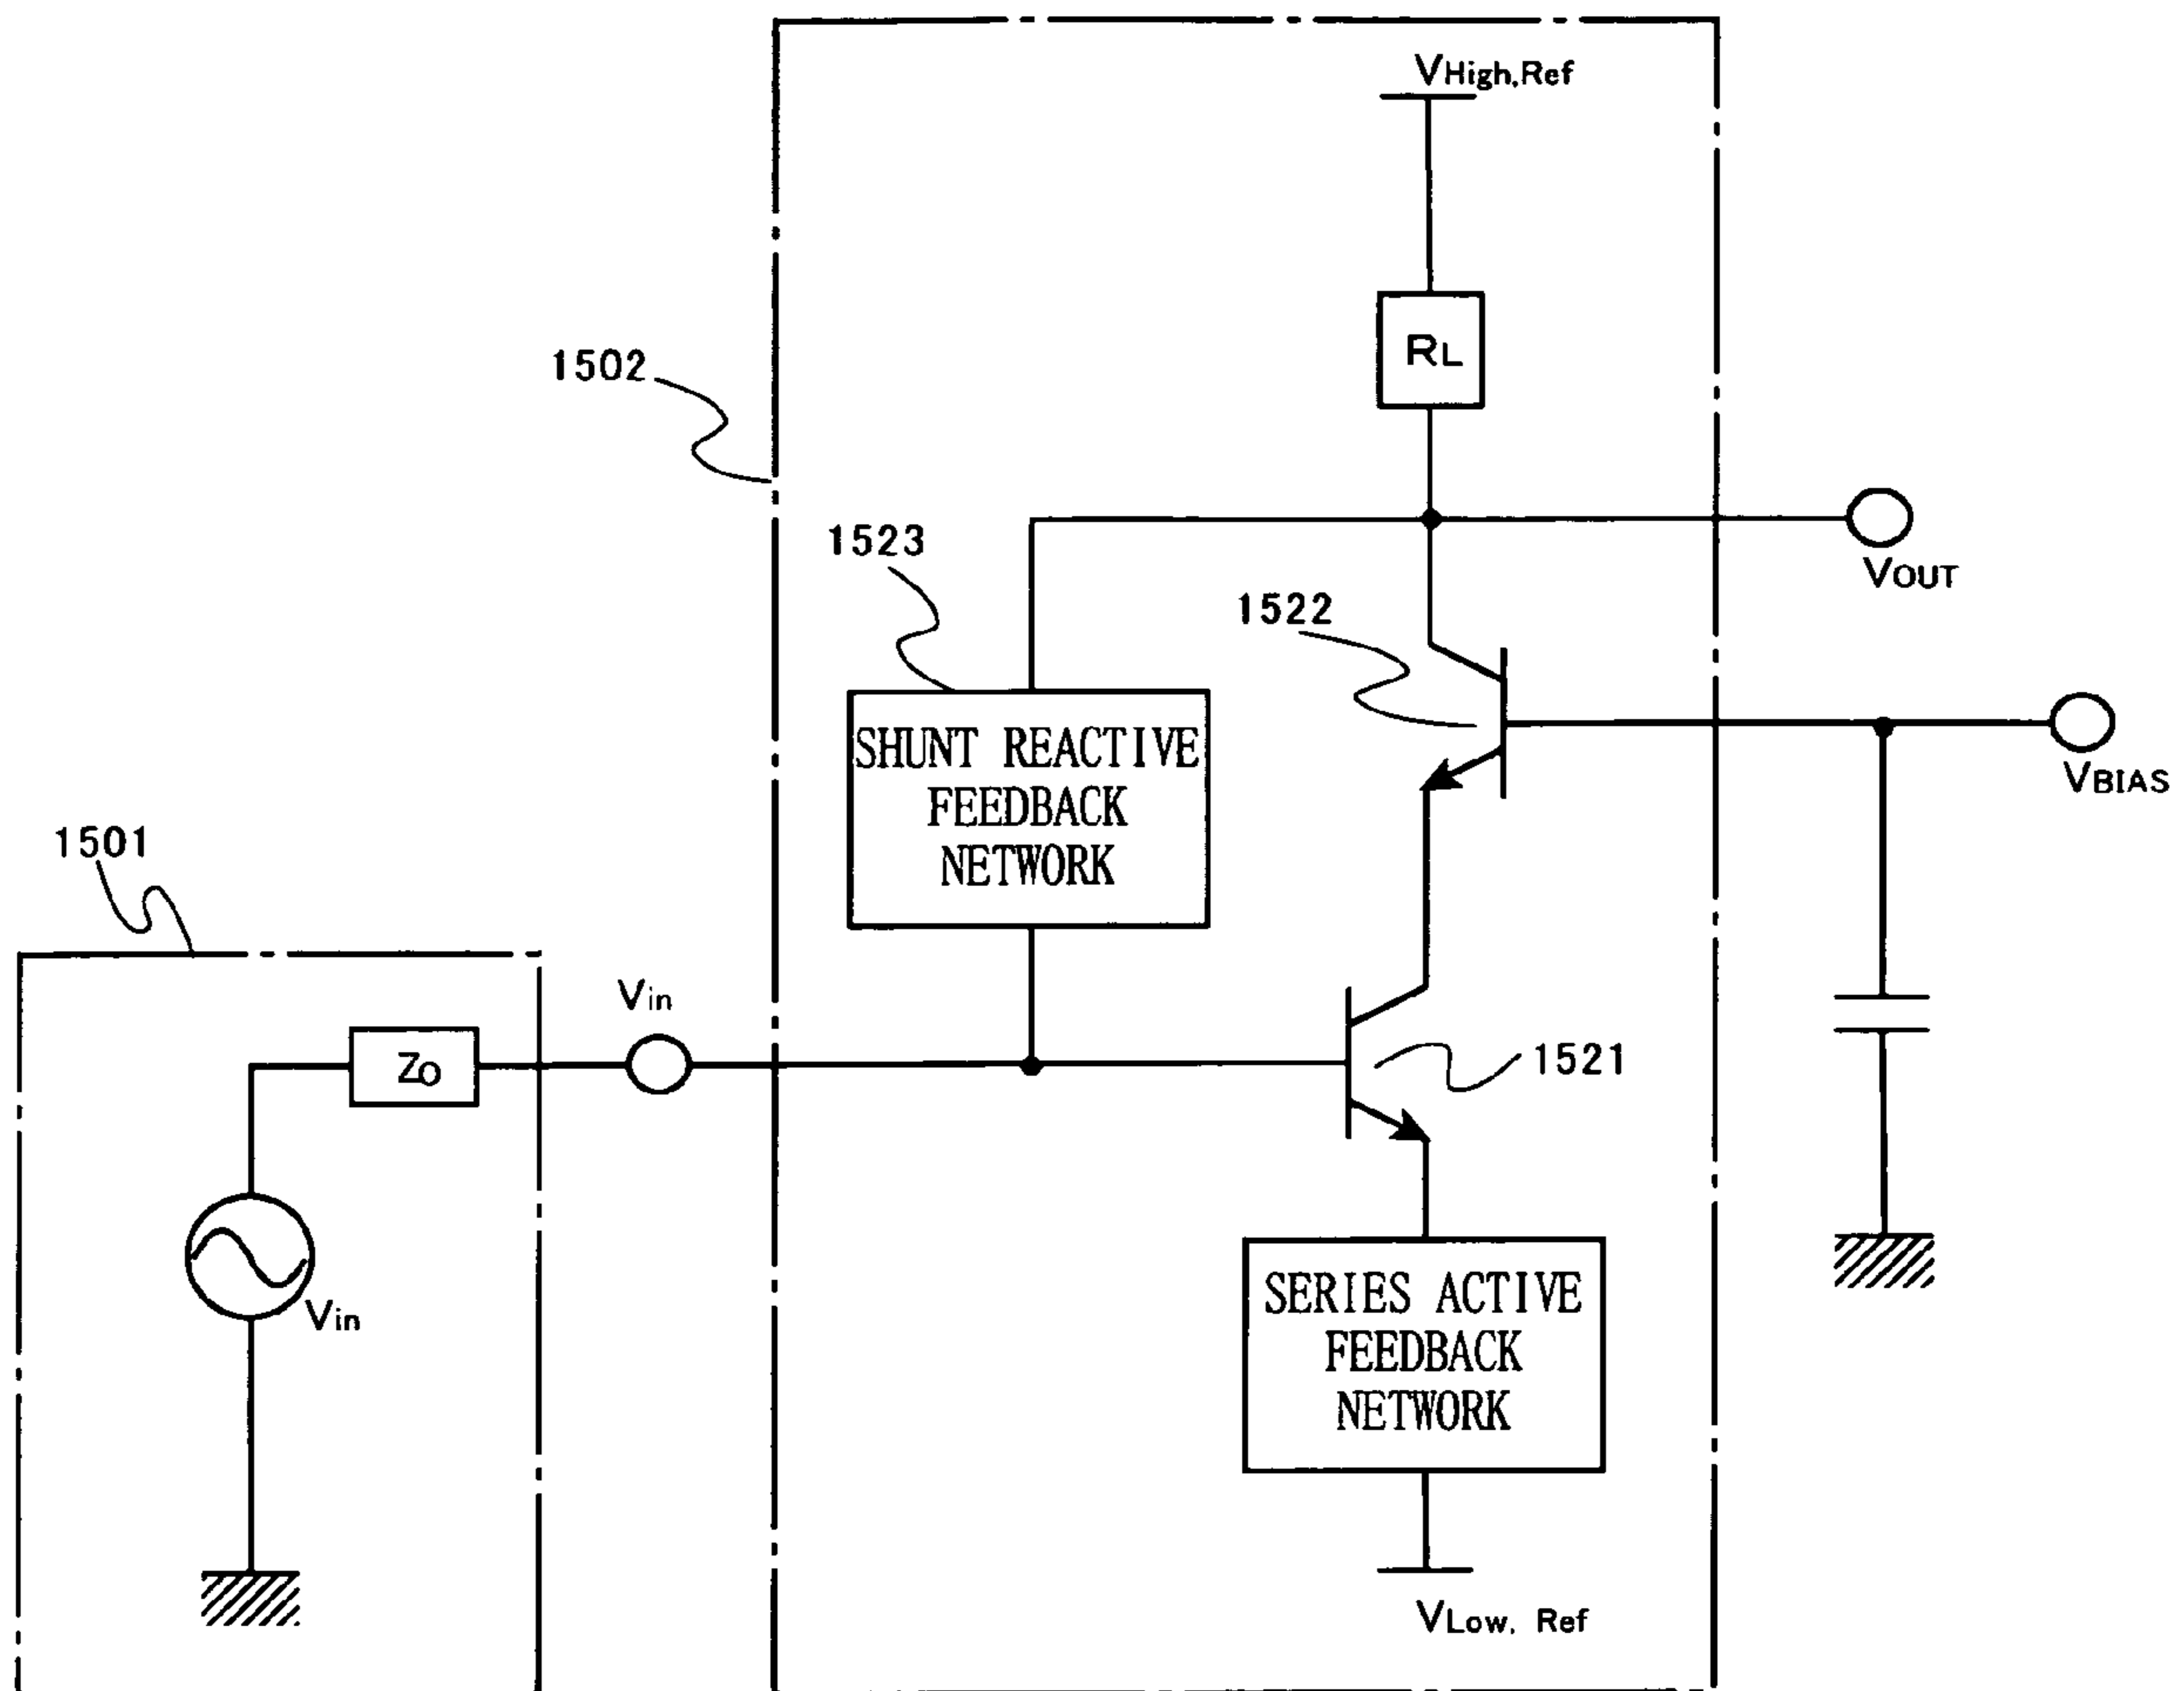 VHigh,Ref
RL
1502
1523
VOUT
1522
SHUNT REACTIVE
FEEDBACK
NETWORK
VBIAS
1501
Vin
Zo
1521
Vin
SERIES ACTIVE
FEEDBACK
NETWORK
VLow, Ref